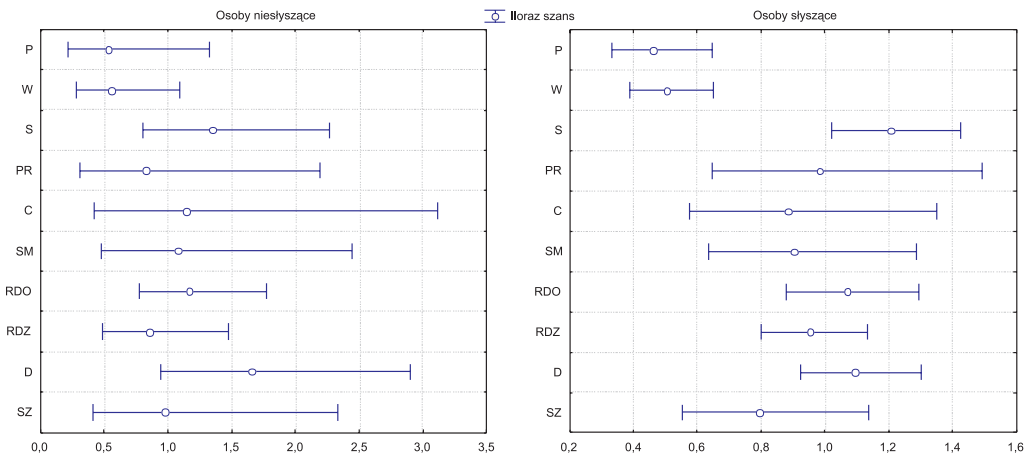 Osoby niesłyszące
Iloraz szans
Osoby słyszące
P
W
S
PR
C
SM
RDO
RDZ
D
SZ
0,0 0,5 1,0 1,5 2,0 2,5 3,0 3,5
P
W
S
PR
C
SM
RDO
RDZ
D
SZ
0,2 0,4 0,6 0,8 1,0 1,2 1,4 1,6